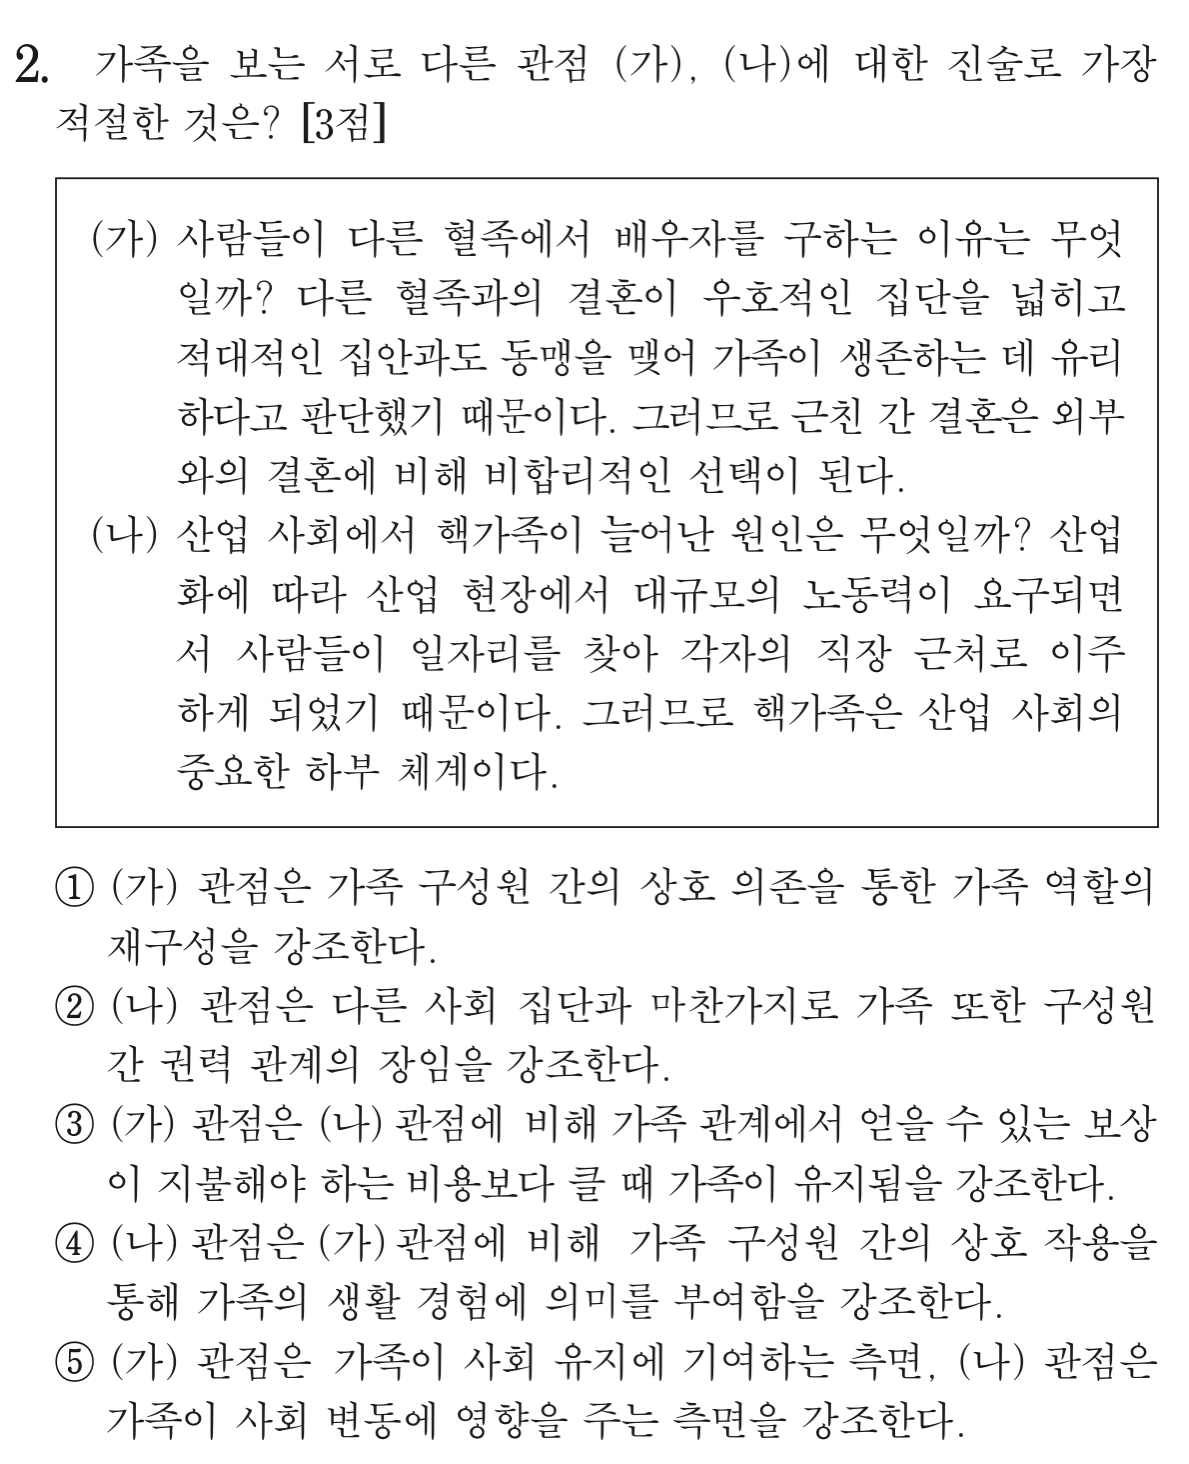 2. 가족을 보는 서로 다른 관점 (가), (나)에 대한 진술로 가장
적절한 것은? [3점]
(가) 사람들이 다른 혈족에서 배우자를 구하는 이유는 무엇
일까? 다른 혈족과의 결혼이 우호적인 집단을 넓히고
적대적인 집안과도 동맹을 맺어 가족이 생존하는 데 유리
하다고 판단했기 때문이다. 그러므로 근친 간 결혼은 외부
와의 결혼에 비해 비합리적인 선택이 된다.
(나) 산업 사회에서 핵가족이 늘어난 원인은 무엇일까? 산업
화에 따라 산업 현장에서 대규모의 노동력이 요구되면
서 사람들이 일자리를 찾아 각자의 직장 근처로 이주
하게 되었기 때문이다. 그러므로 핵가족은 산업 사회의
중요한 하부 체계이다.
① (가) 관점은 가족 구성원 간의 상호 의존을 통한 가족 역할의
재구성을 강조한다.
② (나) 관점은 다른 사회 집단과 마찬가지로 가족 또한 구성원
간 권력 관계의 장임을 강조한다.
③ (가) 관점은 (나) 관점에 비해 가족 관계에서 얻을 수 있는 보상
이 지불해야 하는 비용보다 클 때 가족이 유지됨을 강조한다.
④ (나) 관점은 (가) 관점에 비해 가족 구성원 간의 상호 작용을
통해 가족의 생활 경험에 의미를 부여함을 강조한다.
⑤ (가) 관점은 가족이 사회 유지에 기여하는 측면, (나) 관점은
가족이 사회 변동에 영향을 주는 측면을 강조한다.